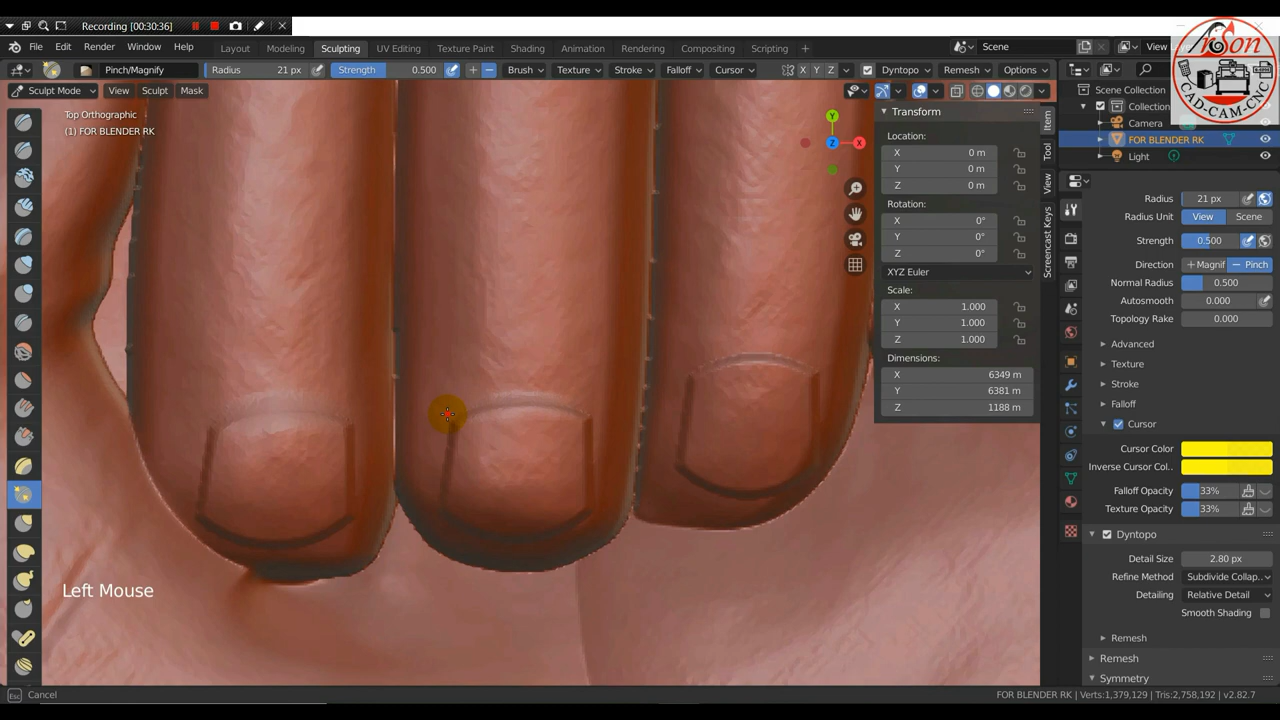 Recording [00:30:36]
File Edit Render Window Help Layout Modeling Sculpting UV Editing Texture Paint Shading Animation Rendering Compositing Scripting + Scene View
Pinch/Magnify Radius 21 px Strength 0.500 Brush Texture Stroke Falloff Cursor X Y Z Dyntopo Remesh Options
Sculpt Mode View Sculpt Mask
Top Orthographic
(1) FOR BLENDER RK
Y
Z
X
Left Mouse
Transform
Location:
X 0 m
Y 0 m
Z 0 m
Rotation:
X 0°
Y 0°
Z 0°
XYZ Euler
Scale:
X 1.000
Y 1.000
Z 1.000
Dimensions:
X 6349 m
Y 6381 m
Z 1188 m
Item
Tool
View
Screencast Keys
Scene Collection
Collection
Camera
FOR BLENDER RK
Light
CAD-CAM-CNC
Radius 21 px
Radius Unit View Scene
Strength 0.500
Direction + Magnif — Pinch
Normal Radius 0.500
Autosmooth 0.000
Topology Rake 0.000
Advanced
Texture
Stroke
Falloff
Cursor
Cursor Color
Inverse Cursor Col..
Falloff Opacity 33%
Texture Opacity 33%
Dyntopo
Detail Size 2.80 px
Refine Method Subdivide Collap..
Detailing Relative Detail
Smooth Shading
Remesh
Remesh
Symmetry
Esc Cancel
FOR BLENDER RK | Verts:1,379,129 | Tris:2,758,192 | v2.82.7